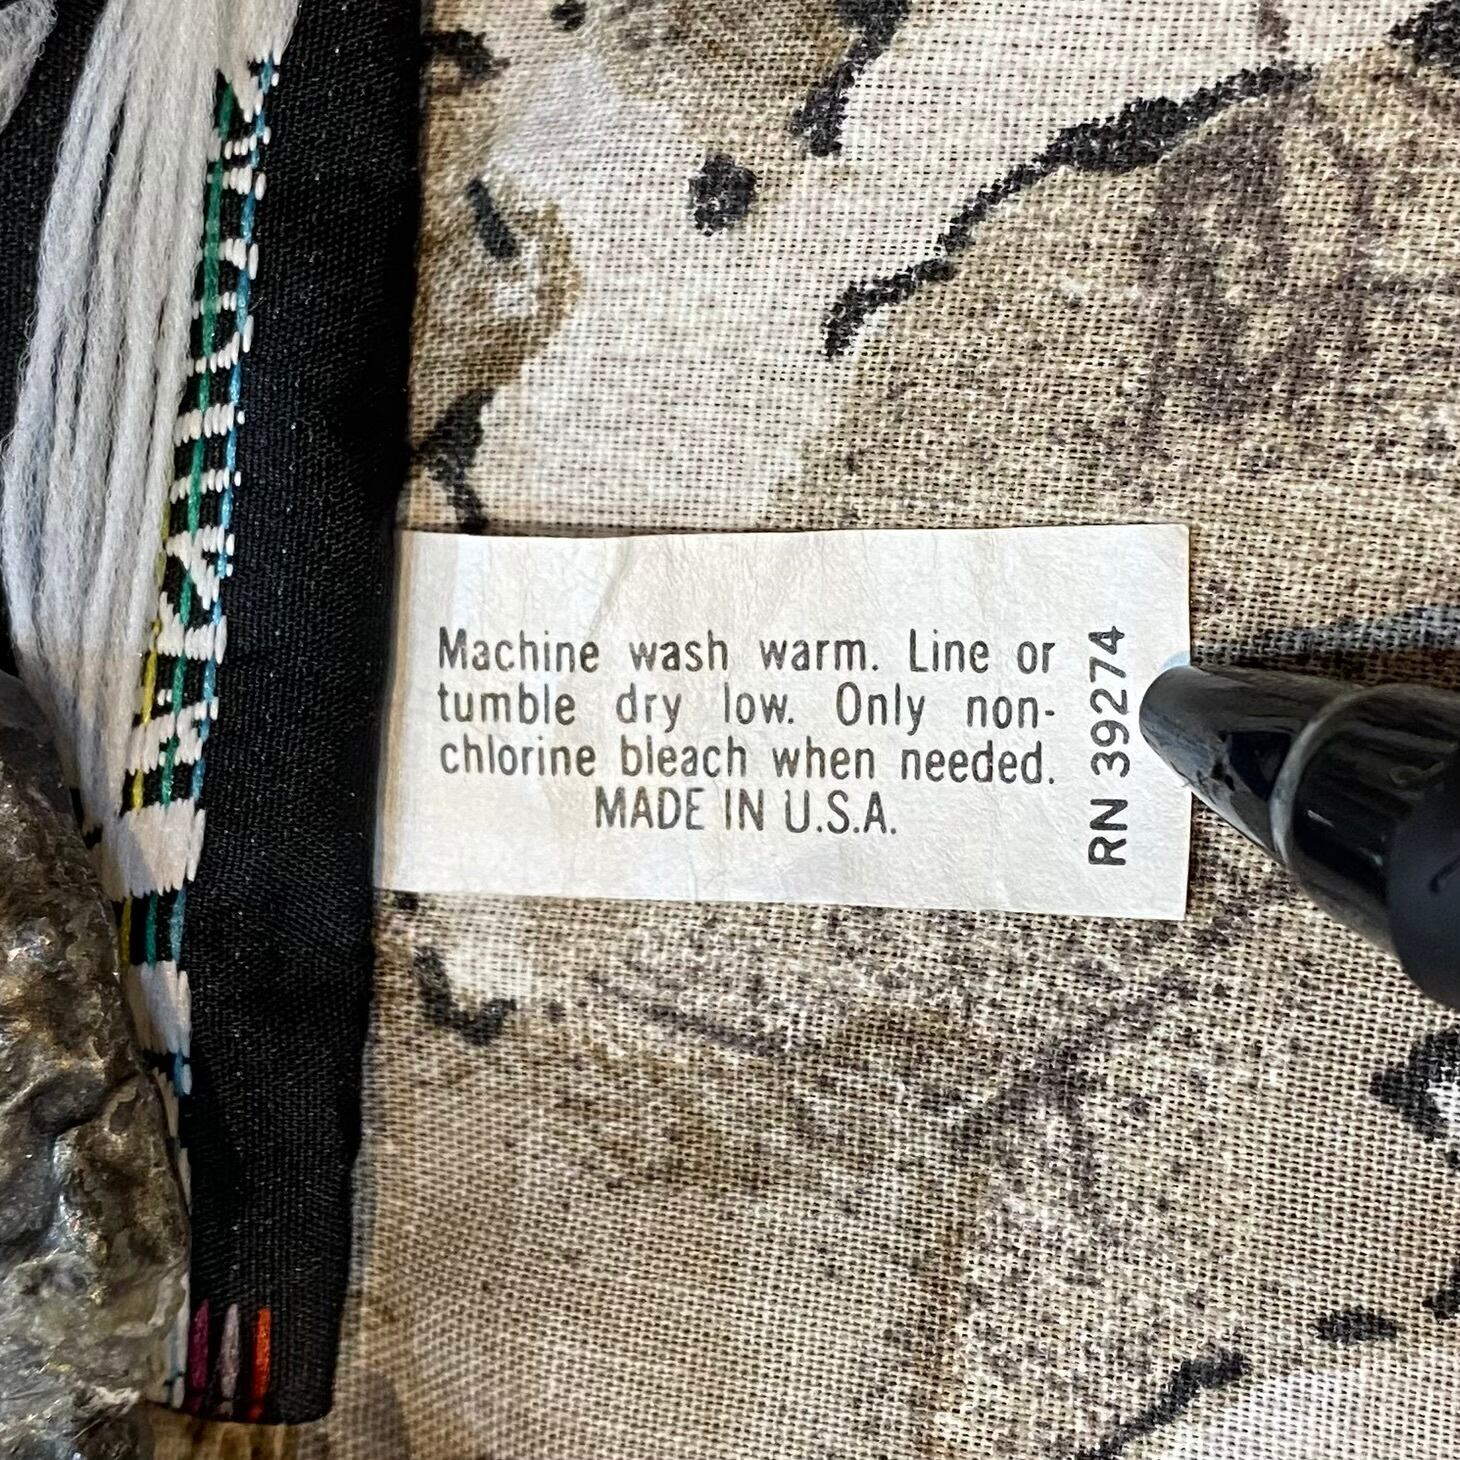 Machine wash warm. Line or
tumble dry low. Only non-
chlorine bleach when needed.
MADE IN U.S.A.
RN 39274